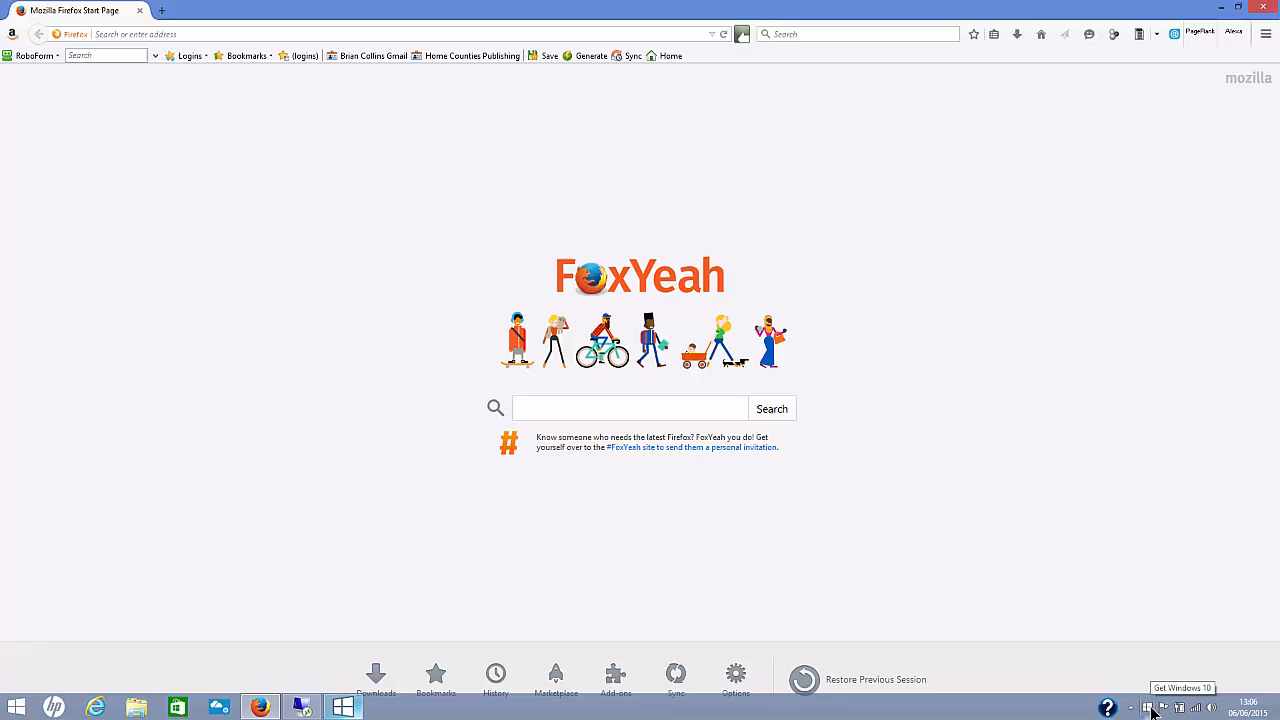 Mozilla Firefox Start Page
Firefox Search or enter address
Search
PageRank
Alexa
RoboForm Search Logins Bookmarks (logins) Brian Collins Gmail Home Counties Publishing Save Generate Sync Home
mozilla
FoxYeah
Search
# Know someone who needs the latest Firefox? FoxYeah you do! Get
yourself over to the #FoxYeah site to send them a personal invitation.
Downloads Bookmarks History Marketplace Add-ons Sync Options
Restore Previous Session
Get Windows 10
13:06
06/06/2015